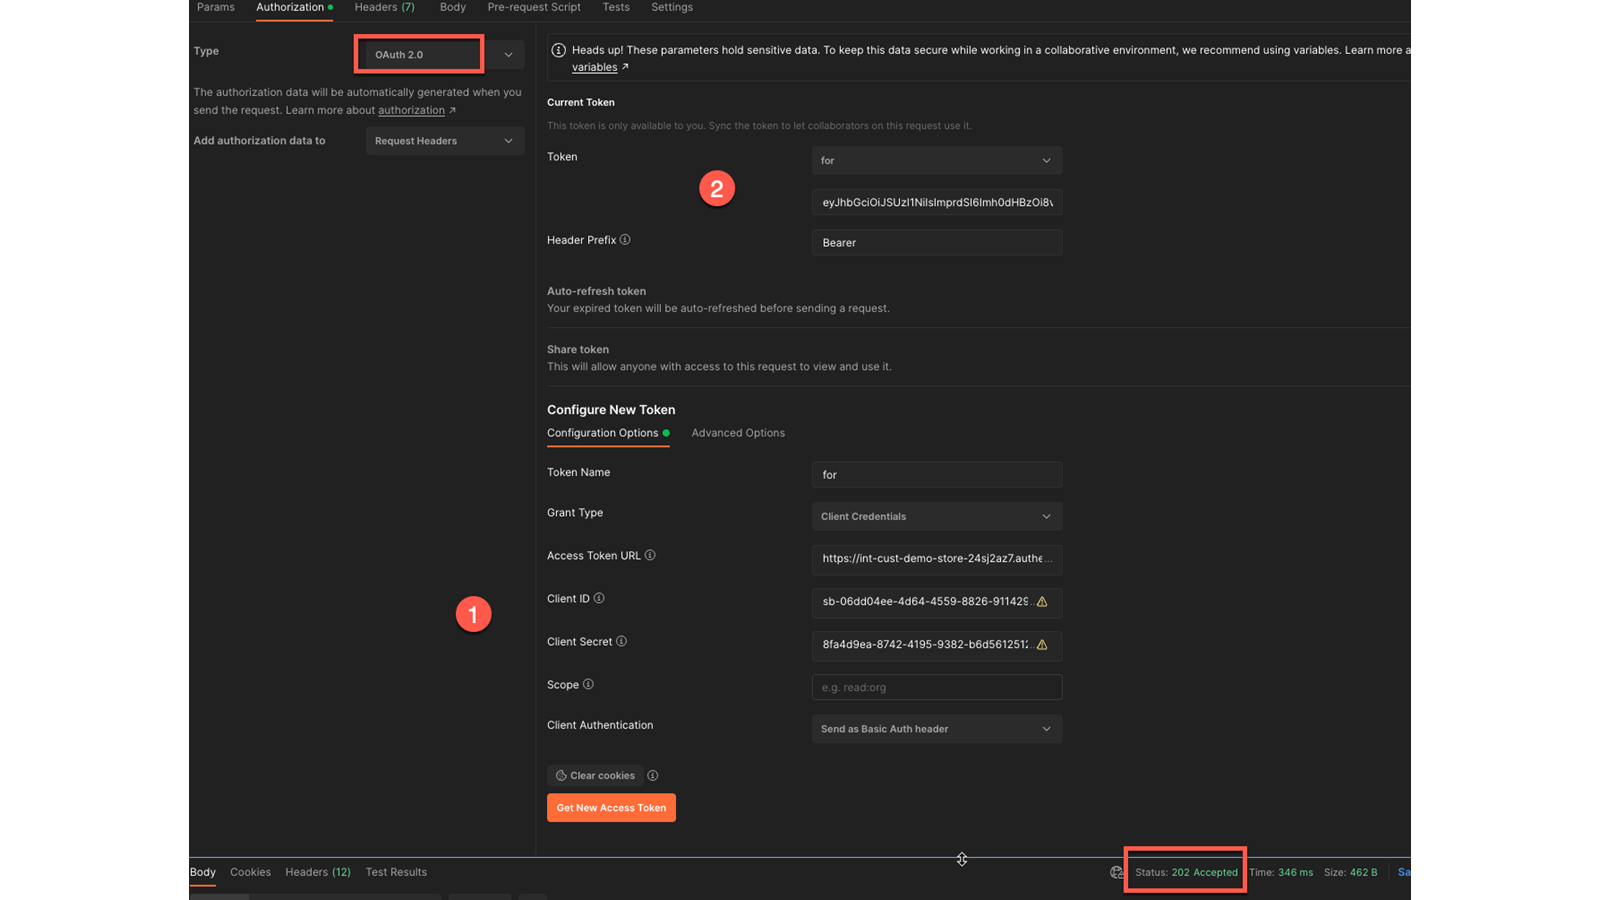 Params Authorization Headers (7) Body Pre-request Script Tests Settings
Type OAuth 2.0
The authorization data will be automatically generated when you
send the request. Learn more about authorization ↗
Add authorization data to Request Headers
Heads up! These parameters hold sensitive data. To keep this data secure while working in a collaborative environment, we recommend using variables. Learn more a
variables ↗
Current Token
This token is only available to you. Sync the token to let collaborators on this request use it.
Token for
2
eyJhbGciOiJSUzI1NiIsImprdSI6Imh0dHBzOi8v
Header Prefix Bearer
Auto-refresh token
Your expired token will be auto-refreshed before sending a request.
Share token
This will allow anyone with access to this request to view and use it.
Configure New Token
Configuration Options Advanced Options
Token Name for
Grant Type Client Credentials
Access Token URL https://int-cust-demo-store-24sj2az7.authe...
Client ID sb-06dd04ee-4d64-4559-8826-911429...
1
Client Secret 8fa4d9ea-8742-4195-9382-b6d5612512...
Scope e.g. read:org
Client Authentication Send as Basic Auth header
Clear cookies
Get New Access Token
Body Cookies Headers (12) Test Results Status: 202 Accepted Time: 346 ms Size: 462 B Sa